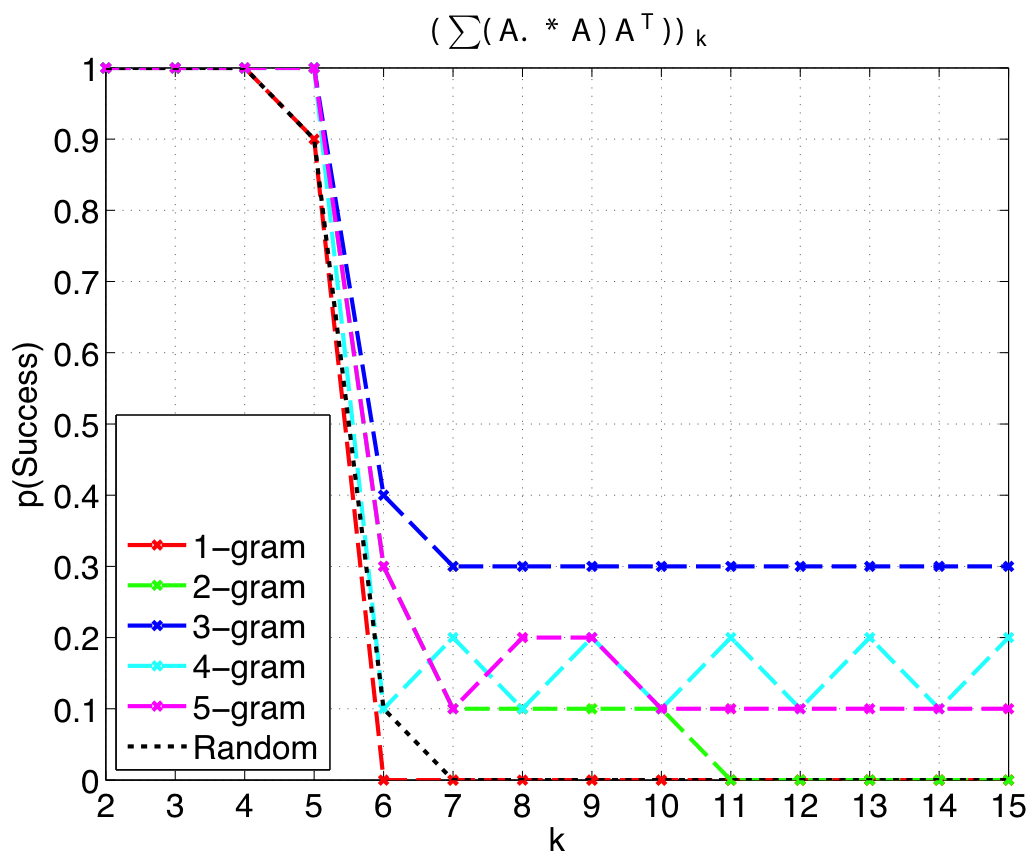 (∑(A. * A)Aᵀ))ₖ
1
0.9
0.8
0.7
0.6
0.5
0.4
0.3
0.2
0.1
0
p(Success)
1−gram
2−gram
3−gram
4−gram
5−gram
Random
2 3 4 5 6 7 8 9 10 11 12 13 14 15
k